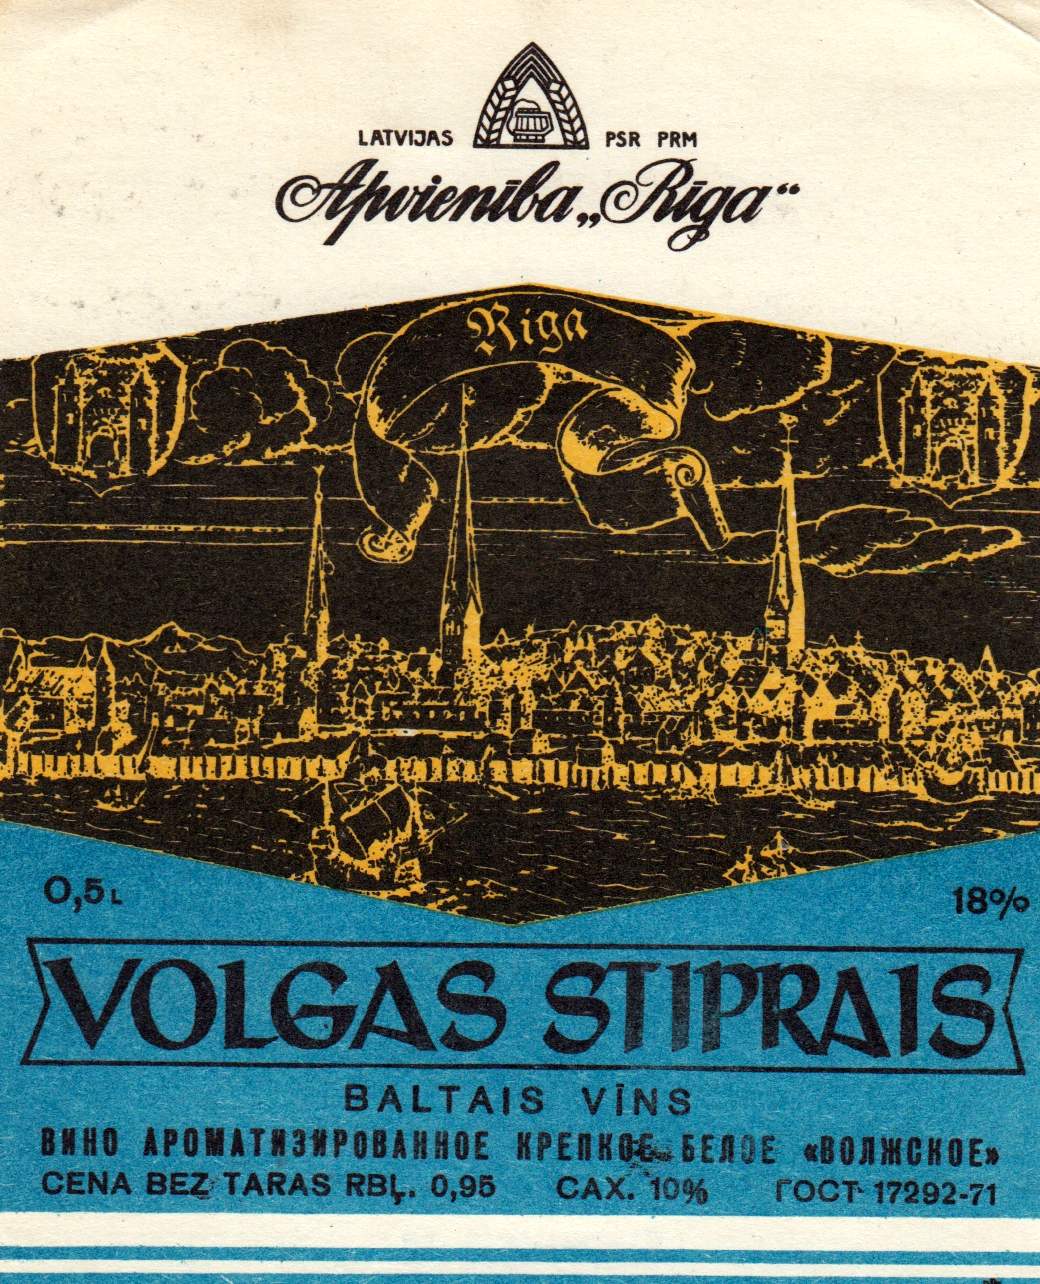 LATVIJAS PSR PRM
Apvienība „Rīga“
Riga
0,5 L 18%
VOLGAS STIPRAIS
BALTAIS VĪNS
ВИНО АРОМАТИЗИРОВАННОЕ КРЕПКОЕ БЕЛОЕ «ВОЛЖСКОЕ»
CENA BEZ TARAS RBĻ. 0,95 САХ. 10% ГОСТ 17292-71